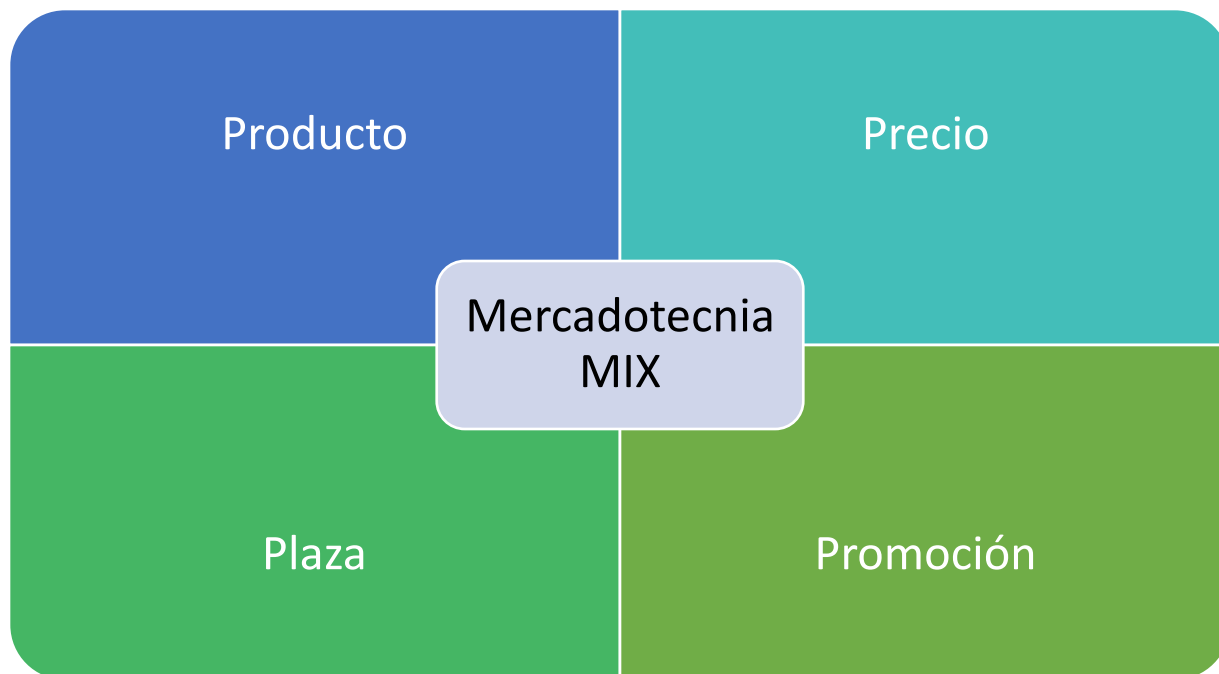 Producto
Precio
Mercadotecnia
MIX
Plaza
Promoción